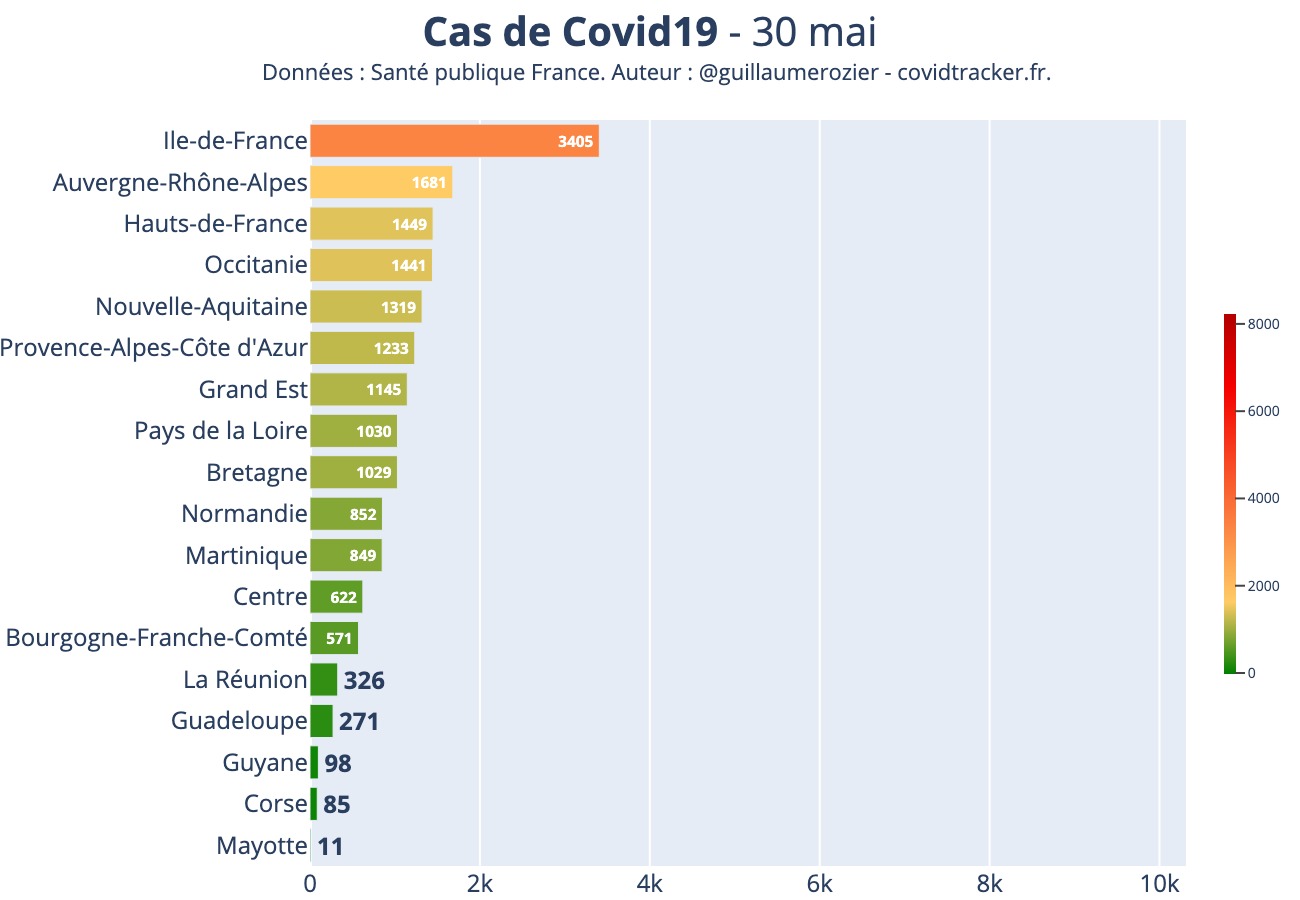 Cas de Covid19 - 30 mai
Données : Santé publique France. Auteur : @guillaumerozier - covidtracker.fr.
Ile-de-France 3405
Auvergne-Rhône-Alpes 1681
Hauts-de-France 1449
Occitanie 1441
Nouvelle-Aquitaine 1319
Provence-Alpes-Côte d'Azur 1233
Grand Est 1145
Pays de la Loire 1030
Bretagne 1029
Normandie 852
Martinique 849
Centre 622
Bourgogne-Franche-Comté 571
La Réunion 326
Guadeloupe 271
Guyane 98
Corse 85
Mayotte 11
0 2k 4k 6k 8k 10k
8000
6000
4000
2000
0